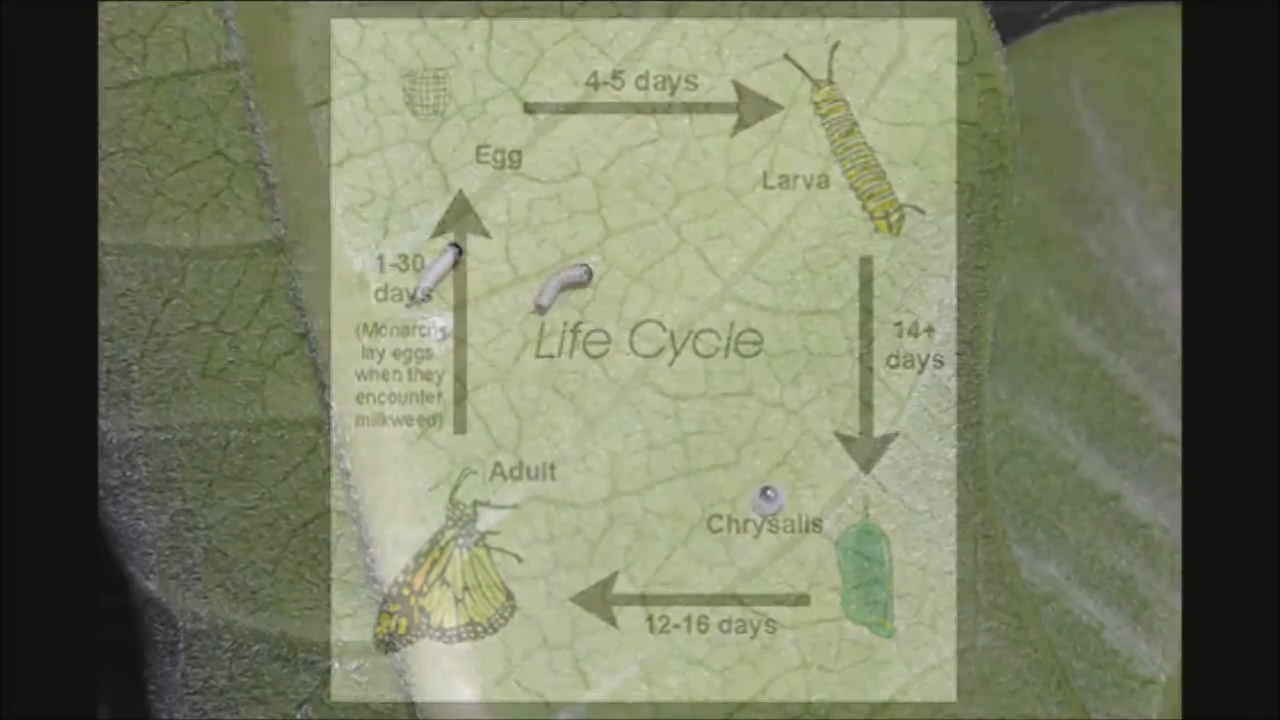 4-5 days
Egg
Larva
1-30
days
(Monarchs
lay eggs
when they
encounter
milkweed)
Life Cycle
14+
days
Adult
Chrysalis
12-16 days